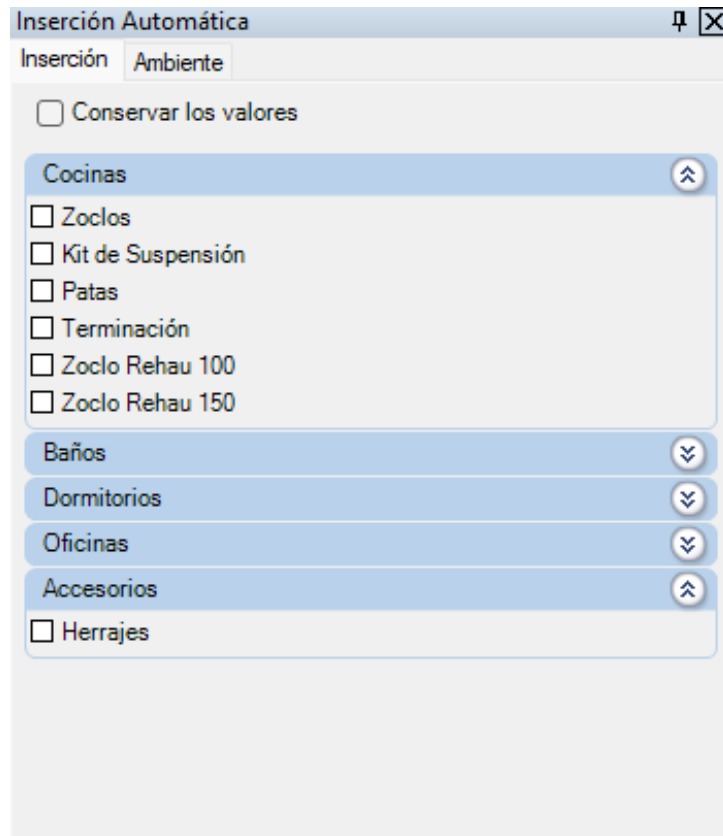 Inserción Automática
Inserción Ambiente
Conservar los valores
Cocinas
Zoclos
Kit de Suspensión
Patas
Terminación
Zoclo Rehau 100
Zoclo Rehau 150
Baños
Dormitorios
Oficinas
Accesorios
Herrajes